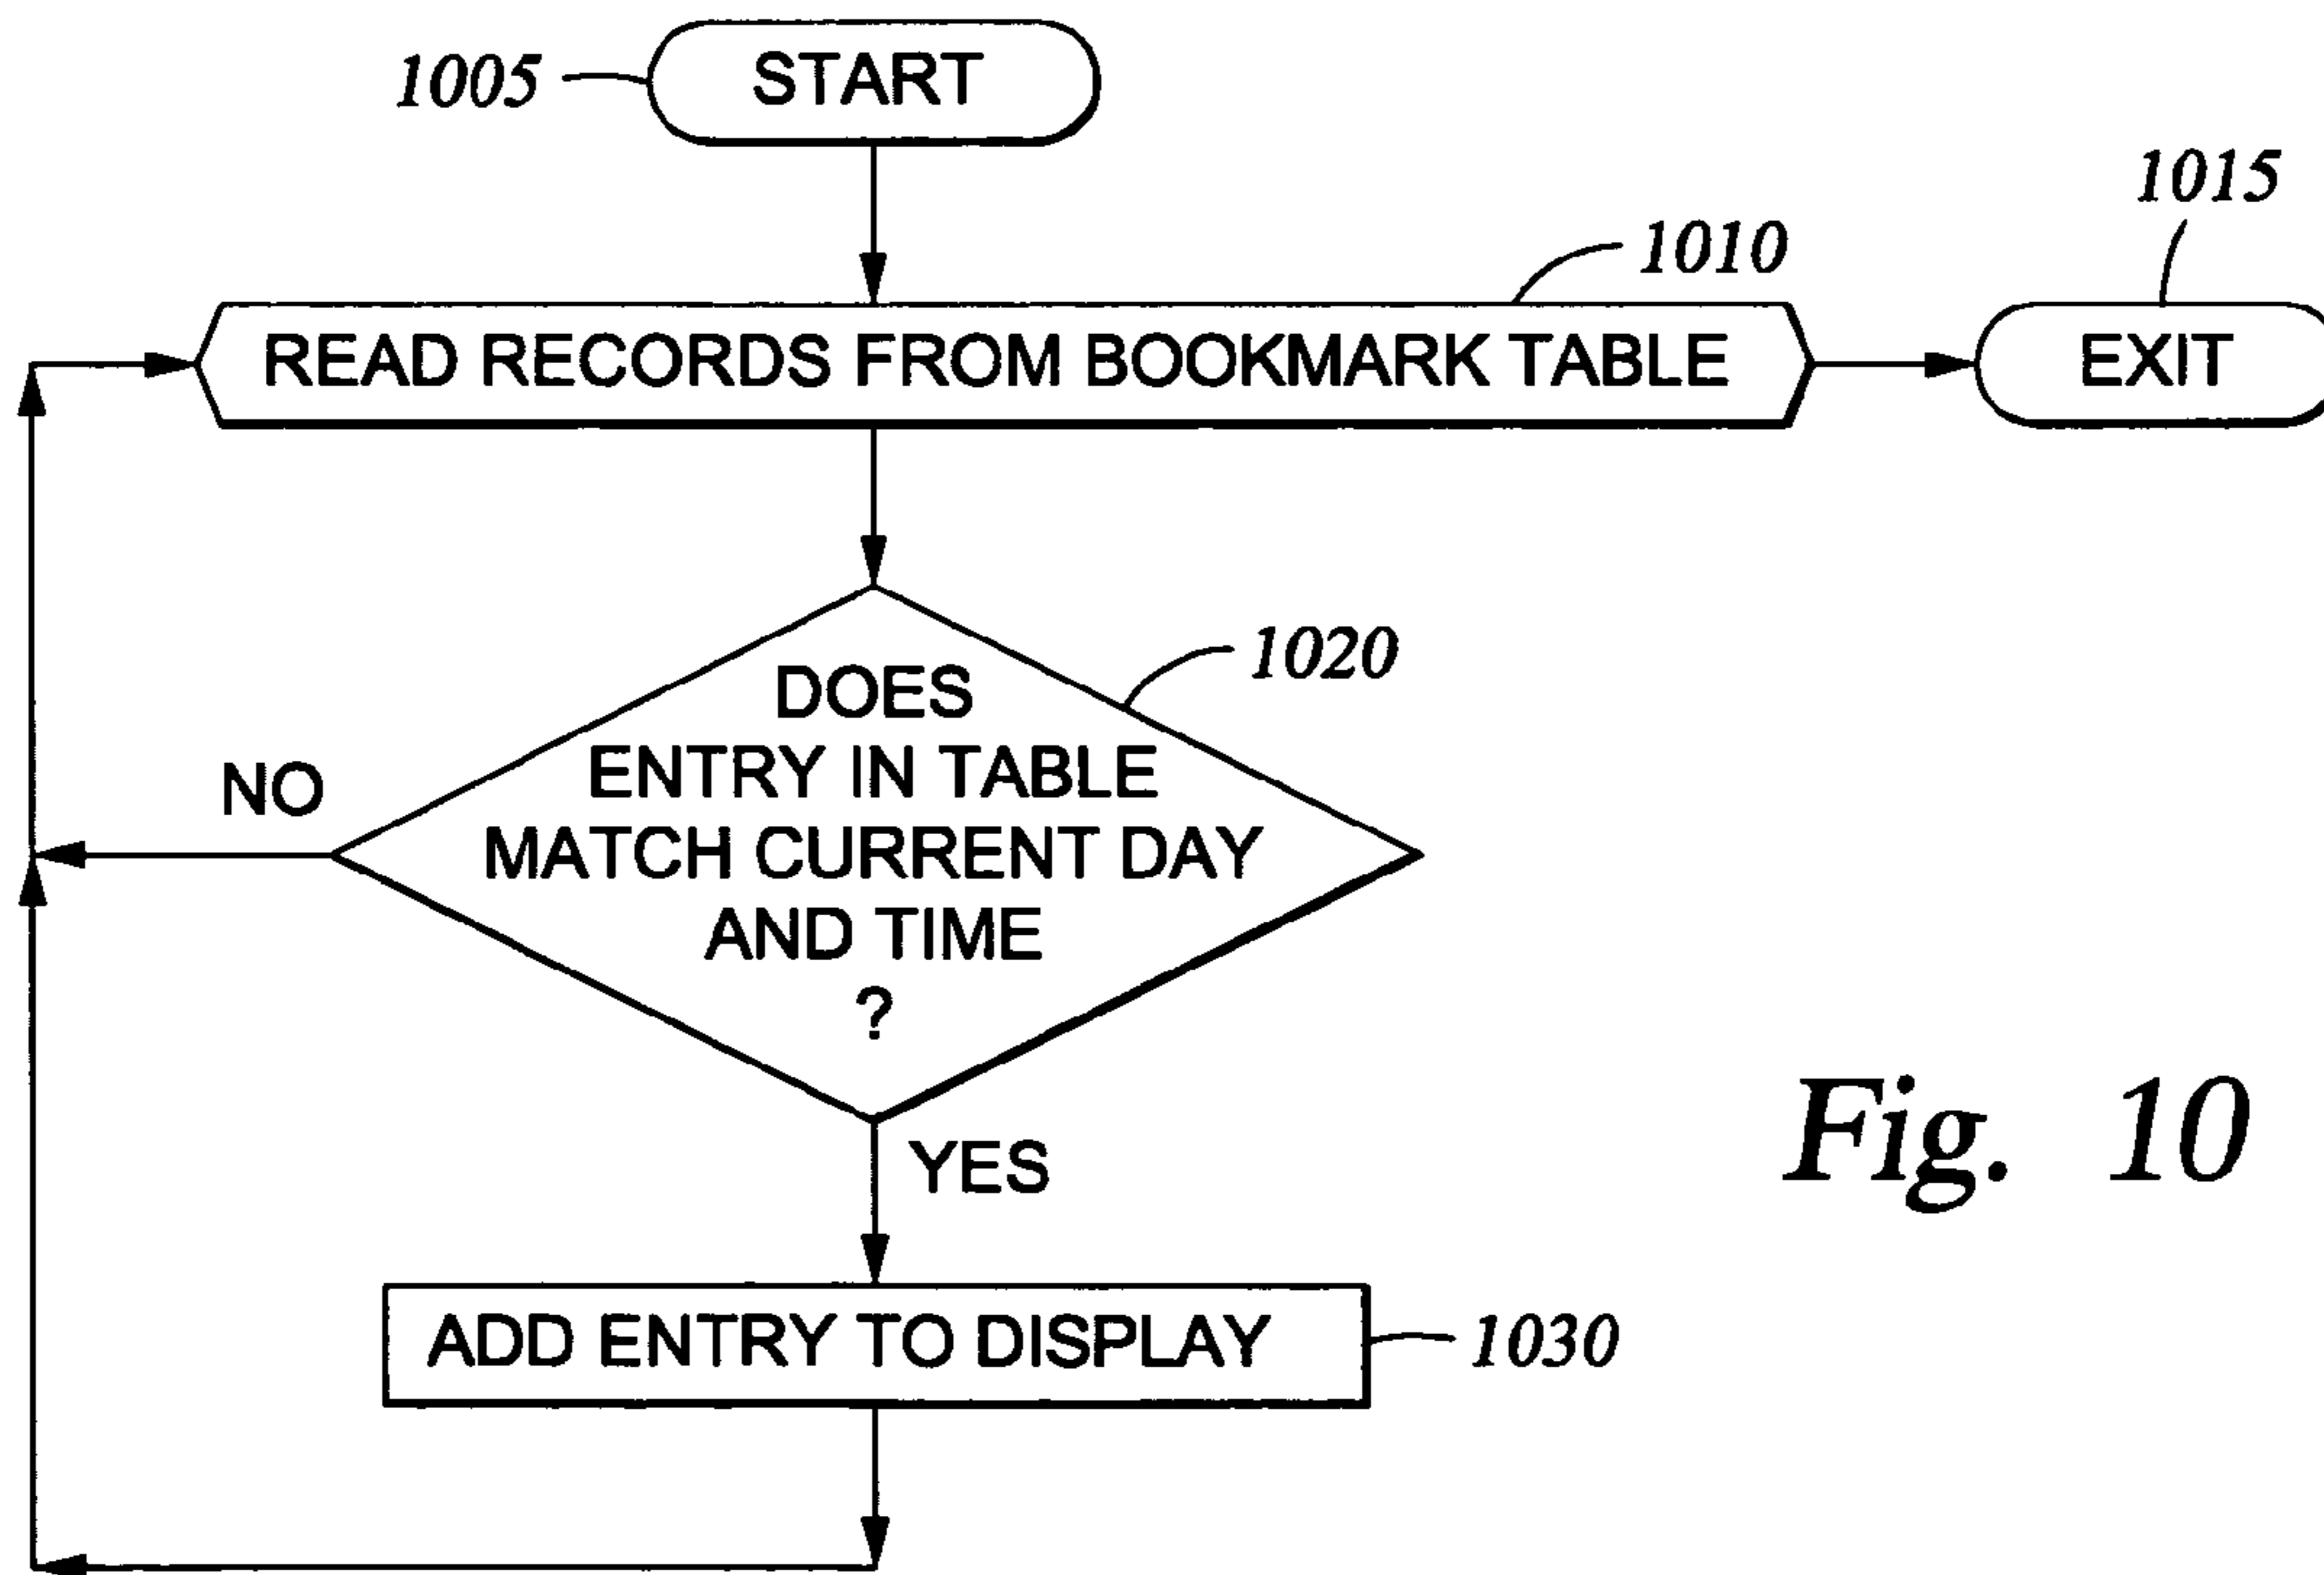 1005
START
1015
1010
READ RECORDS FROM BOOKMARK TABLE
EXIT
1020
DOES
ENTRY IN TABLE
MATCH CURRENT DAY
AND TIME
?
NO
YES
ADD ENTRY TO DISPLAY
1030
Fig. 10